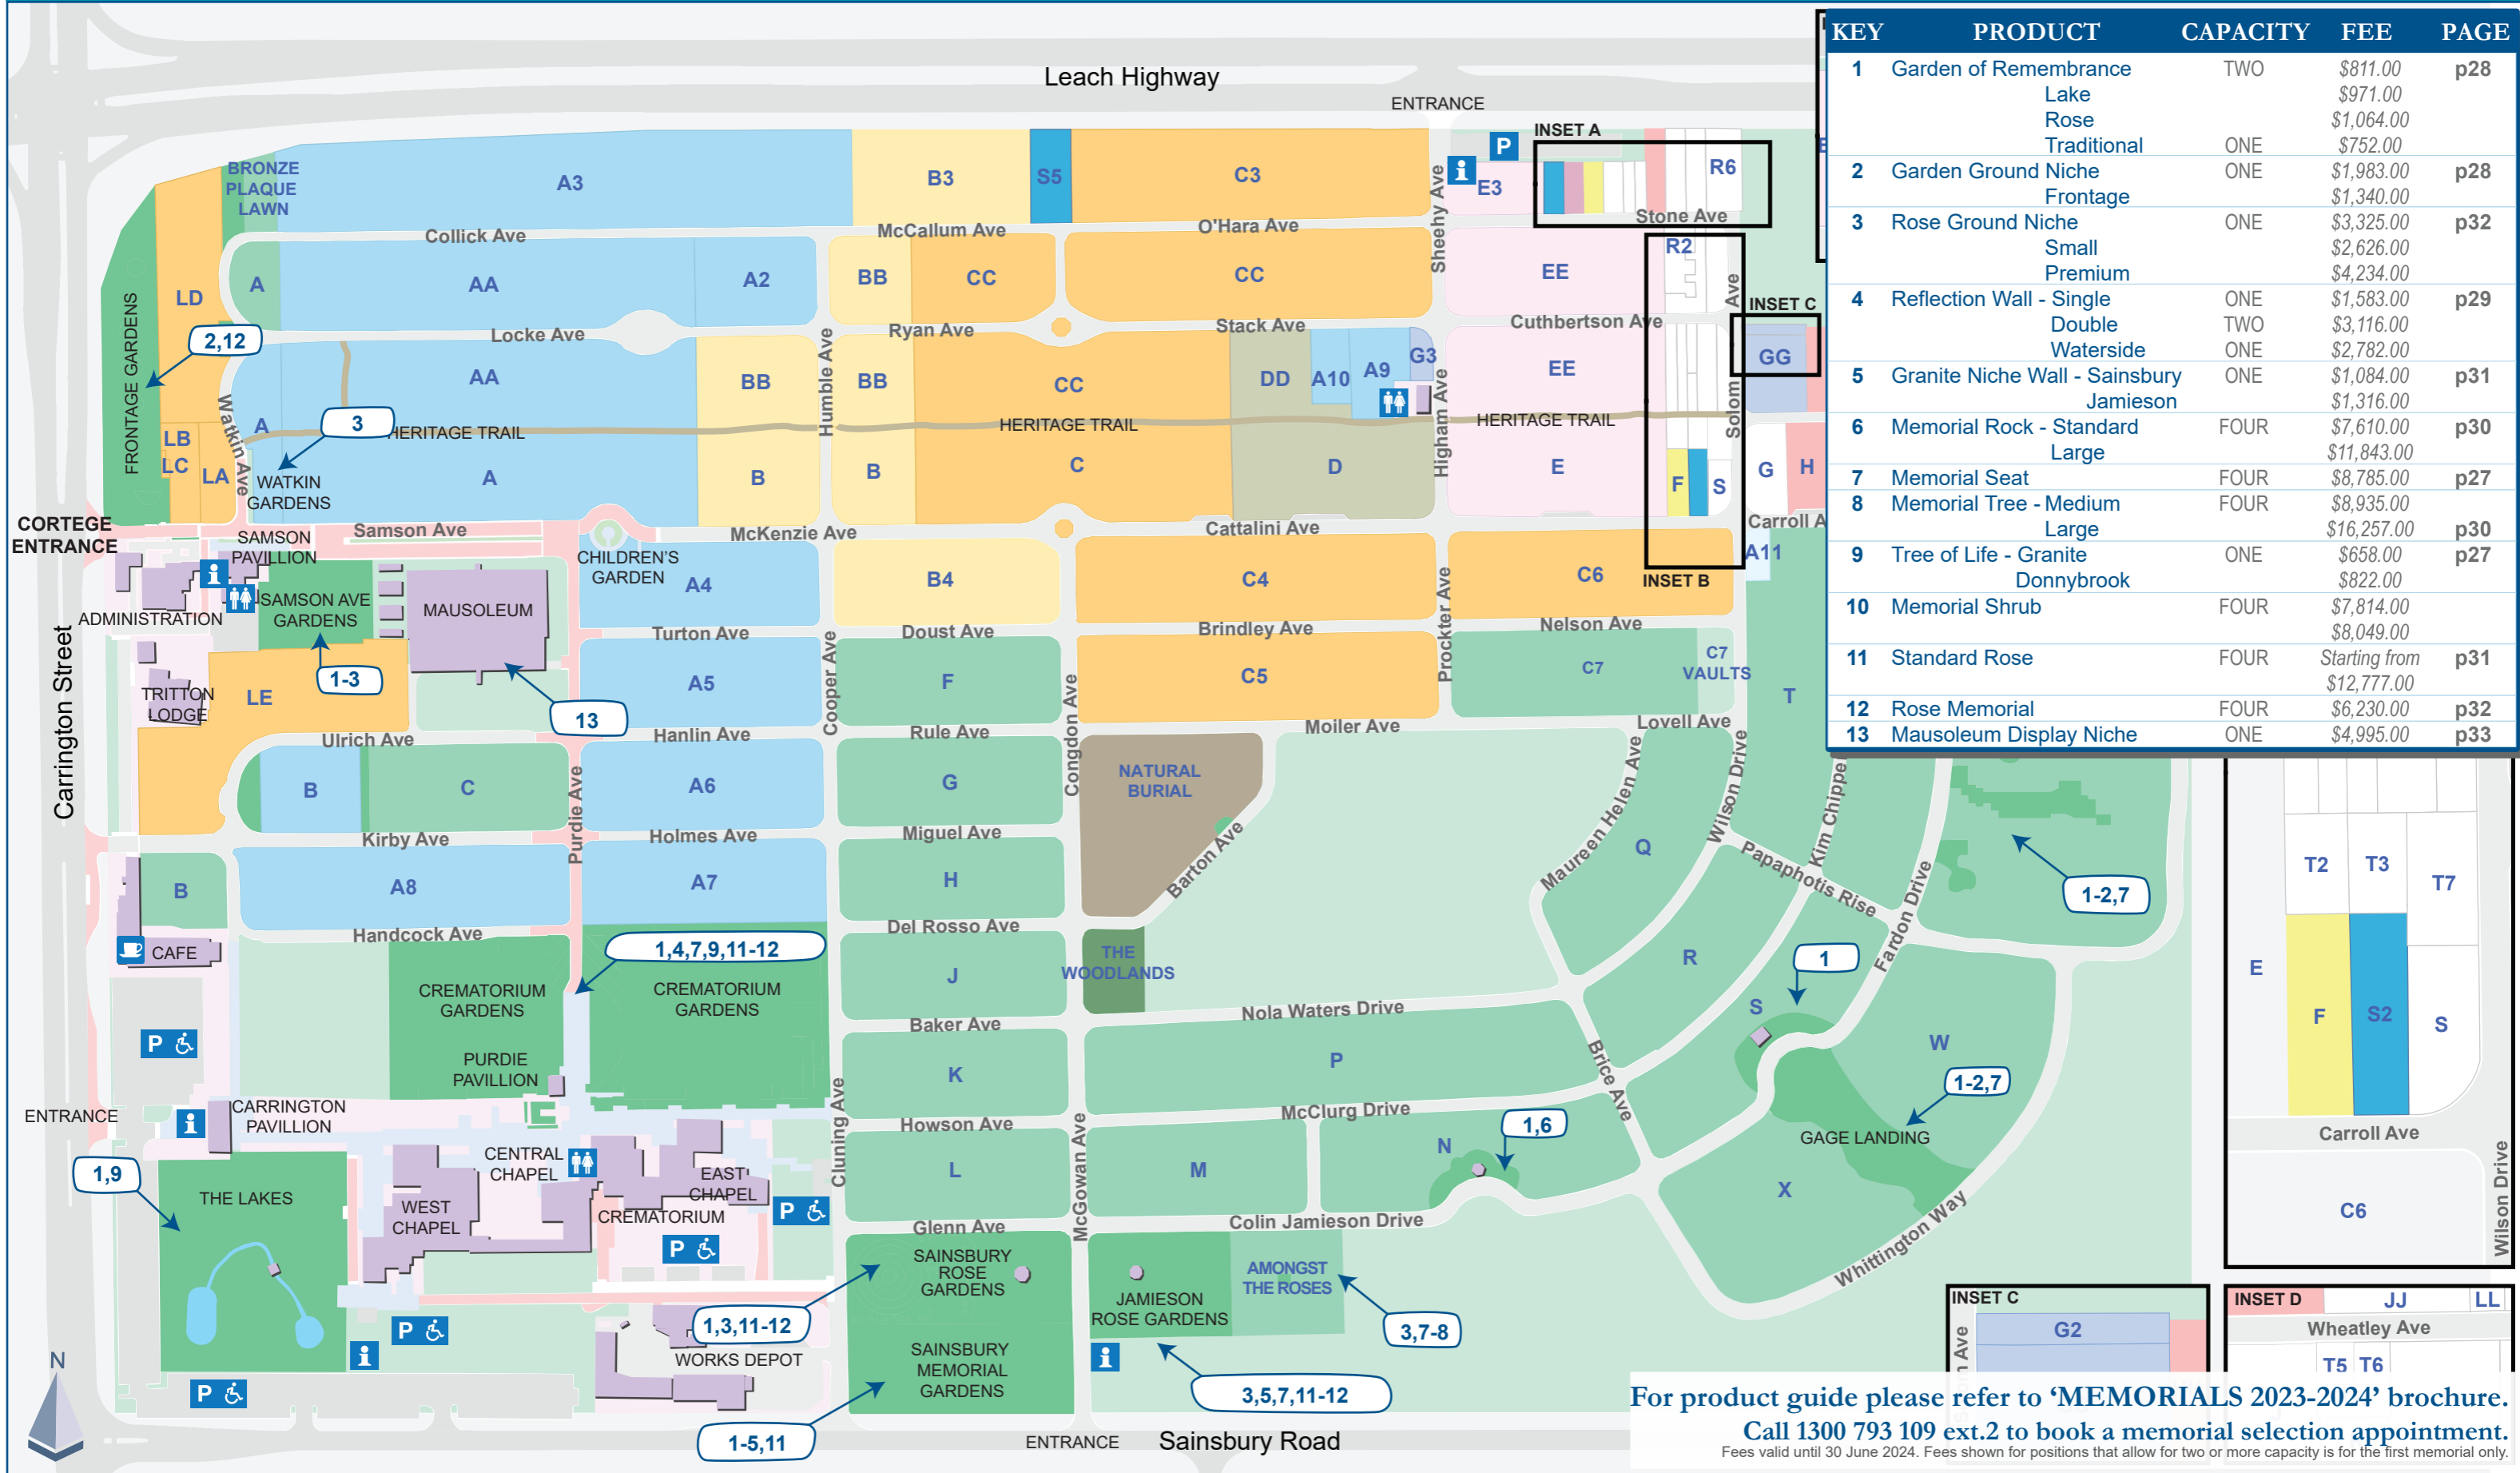 Leach Highway
ENTRANCE
INSET A
P
BRONZE
PLAQUE
LAWN
A3
B3
S5
C3
E3
R6
Stone Ave
Collick Ave
McCallum Ave
O'Hara Ave
Sheehy Ave
R2
LD
A
AA
A2
BB
CC
CC
EE
Ave
INSET C
Locke Ave
Ryan Ave
Stack Ave
Cuthbertson Ave
FRONTAGE GARDENS
2,12
AA
BB
Humble Ave
BB
CC
DD
A10
A9
G3
EE
GG
Watkin Ave
A
3
HERITAGE TRAIL
HERITAGE TRAIL
HERITAGE TRAIL
Higham Ave
Solom
LB
LC
LA
WATKIN
GARDENS
A
B
B
C
D
E
F
S
G
H
CORTEGE
ENTRANCE
Samson Ave
McKenzie Ave
Cattalini Ave
Carroll A
SAMSON
PAVILLION
CHILDREN'S
GARDEN
A4
B4
C4
C6
INSET B
A11
ADMINISTRATION
SAMSON AVE
GARDENS
MAUSOLEUM
Turton Ave
Doust Ave
Brindley Ave
Nelson Ave
Prockter Ave
Carrington Street
1-3
TRITTON
LODGE
LE
13
A5
Cooper Ave
F
C5
C7
C7
VAULTS
T
Ulrich Ave
Hanlin Ave
Rule Ave
Congdon Ave
Moiler Ave
Lovell Ave
B
C
Purdie Ave
A6
G
NATURAL
BURIAL
Maureen Helen Ave
Wilson Drive
Kim Chipper
Kirby Ave
Holmes Ave
Miguel Ave
Barton Ave
Q
Papaphotis Rise
B
A8
A7
H
Fardon Drive
1-2,7
Handcock Ave
Del Rosso Ave
CAFE
1,4,7,9,11-12
J
THE
WOODLANDS
R
1
CREMATORIUM
GARDENS
CREMATORIUM
GARDENS
S
Nola Waters Drive
Baker Ave
P
PURDIE
PAVILLION
K
P
Brice Ave
W
1-2,7
ENTRANCE
CARRINGTON
PAVILLION
Cluning Ave
Howson Ave
McGowan Ave
McClurg Drive
1,6
GAGE LANDING
1,9
THE LAKES
CENTRAL
CHAPEL
WEST
CHAPEL
EAST
CHAPEL
CREMATORIUM
P
P
L
M
N
X
Glenn Ave
Colin Jamieson Drive
Whittington Way
SAINSBURY
ROSE
GARDENS
JAMIESON
ROSE GARDENS
AMONGST
THE ROSES
1,3,11-12
3,7-8
P
WORKS DEPOT
SAINSBURY
MEMORIAL
GARDENS
3,5,7,11-12
N
P
1-5,11
ENTRANCE
Sainsbury Road
KEY PRODUCT CAPACITY FEE PAGE
1 Garden of Remembrance TWO $811.00 p28
Lake $971.00
Rose $1,064.00
Traditional ONE $752.00
2 Garden Ground Niche ONE $1,983.00 p28
Frontage $1,340.00
3 Rose Ground Niche ONE $3,325.00 p32
Small $2,626.00
Premium $4,234.00
4 Reflection Wall - Single ONE $1,583.00 p29
Double TWO $3,116.00
Waterside ONE $2,782.00
5 Granite Niche Wall - Sainsbury ONE $1,084.00 p31
Jamieson $1,316.00
6 Memorial Rock - Standard FOUR $7,610.00 p30
Large $11,843.00
7 Memorial Seat FOUR $8,785.00 p27
8 Memorial Tree - Medium FOUR $8,935.00
Large $16,257.00 p30
9 Tree of Life - Granite ONE $658.00 p27
Donnybrook $822.00
10 Memorial Shrub FOUR $7,814.00
$8,049.00
11 Standard Rose FOUR Starting from p31
$12,777.00
12 Rose Memorial FOUR $6,230.00 p32
13 Mausoleum Display Niche ONE $4,995.00 p33
T2
T3
T7
E
F
S2
S
Carroll Ave
C6
Wilson Drive
INSET C
G2
n Ave
INSET D
JJ
LL
Wheatley Ave
T5 T6
For product guide please refer to ‘MEMORIALS 2023-2024’ brochure.
Call 1300 793 109 ext.2 to book a memorial selection appointment.
Fees valid until 30 June 2024. Fees shown for positions that allow for two or more capacity is for the first memorial only.